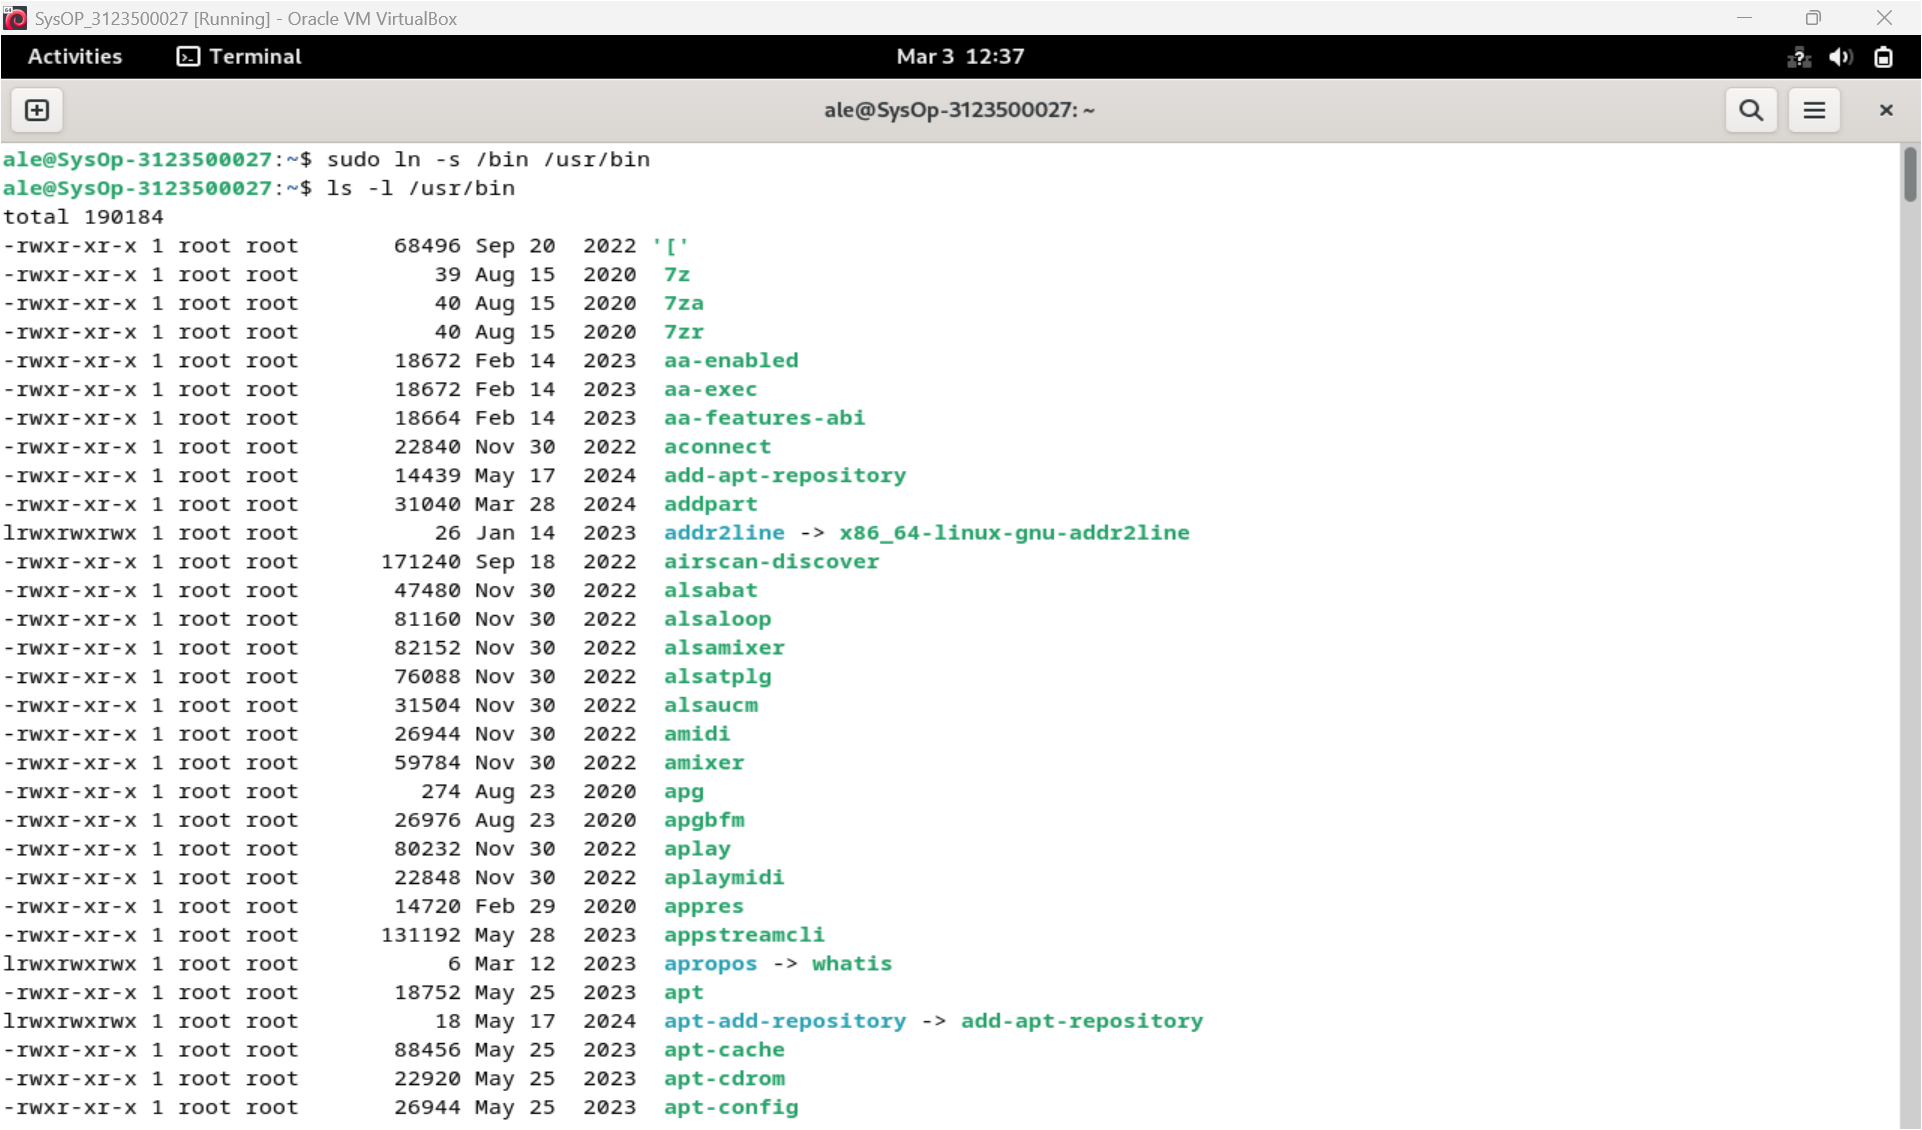 SysOP_3123500027 [Running] - Oracle VM VirtualBox
Activities Terminal Mar 3 12:37
ale@SysOp-3123500027: ~
ale@SysOp-3123500027:~$ sudo ln -s /bin /usr/bin
ale@SysOp-3123500027:~$ ls -l /usr/bin
total 190184
-rwxr-xr-x 1 root root 68496 Sep 20 2022 '['
-rwxr-xr-x 1 root root 39 Aug 15 2020 7z
-rwxr-xr-x 1 root root 40 Aug 15 2020 7za
-rwxr-xr-x 1 root root 40 Aug 15 2020 7zr
-rwxr-xr-x 1 root root 18672 Feb 14 2023 aa-enabled
-rwxr-xr-x 1 root root 18672 Feb 14 2023 aa-exec
-rwxr-xr-x 1 root root 18664 Feb 14 2023 aa-features-abi
-rwxr-xr-x 1 root root 22840 Nov 30 2022 aconnect
-rwxr-xr-x 1 root root 14439 May 17 2024 add-apt-repository
-rwxr-xr-x 1 root root 31040 Mar 28 2024 addpart
lrwxrwxrwx 1 root root 26 Jan 14 2023 addr2line -> x86_64-linux-gnu-addr2line
-rwxr-xr-x 1 root root 171240 Sep 18 2022 airscan-discover
-rwxr-xr-x 1 root root 47480 Nov 30 2022 alsabat
-rwxr-xr-x 1 root root 81160 Nov 30 2022 alsaloop
-rwxr-xr-x 1 root root 82152 Nov 30 2022 alsamixer
-rwxr-xr-x 1 root root 76088 Nov 30 2022 alsatplg
-rwxr-xr-x 1 root root 31504 Nov 30 2022 alsaucm
-rwxr-xr-x 1 root root 26944 Nov 30 2022 amidi
-rwxr-xr-x 1 root root 59784 Nov 30 2022 amixer
-rwxr-xr-x 1 root root 274 Aug 23 2020 apg
-rwxr-xr-x 1 root root 26976 Aug 23 2020 apgbfm
-rwxr-xr-x 1 root root 80232 Nov 30 2022 aplay
-rwxr-xr-x 1 root root 22848 Nov 30 2022 aplaymidi
-rwxr-xr-x 1 root root 14720 Feb 29 2020 appres
-rwxr-xr-x 1 root root 131192 May 28 2023 appstreamcli
lrwxrwxrwx 1 root root 6 Mar 12 2023 apropos -> whatis
-rwxr-xr-x 1 root root 18752 May 25 2023 apt
lrwxrwxrwx 1 root root 18 May 17 2024 apt-add-repository -> add-apt-repository
-rwxr-xr-x 1 root root 88456 May 25 2023 apt-cache
-rwxr-xr-x 1 root root 22920 May 25 2023 apt-cdrom
-rwxr-xr-x 1 root root 26944 May 25 2023 apt-config